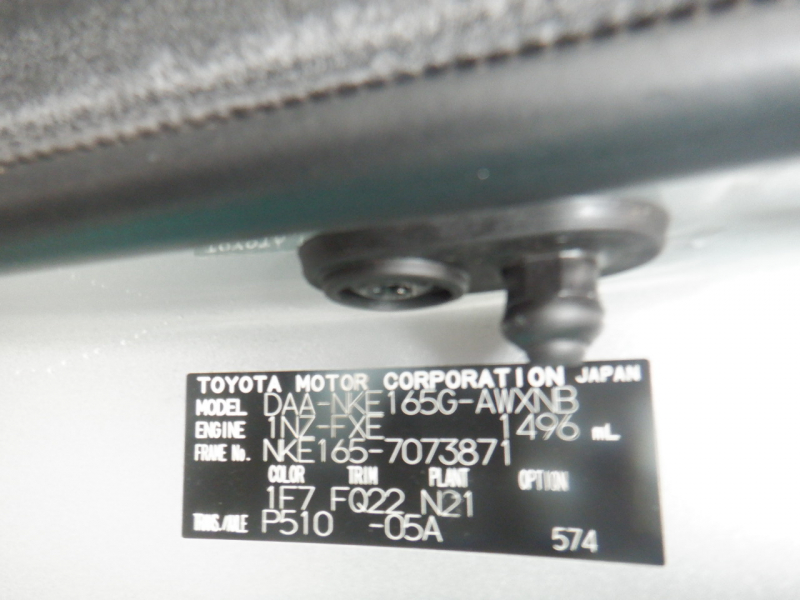 TOYOTA MOTOR CORPORATION JAPAN
MODEL DAA-NKE165G-AWXNB
ENGINE 1NZ-FXE 1496 mL
FRAME No. NKE165-7073871
COLOR TRIM PLANT OPTION
1F7 FQ22 N21
TRANS./AXLE P510 -05A 574